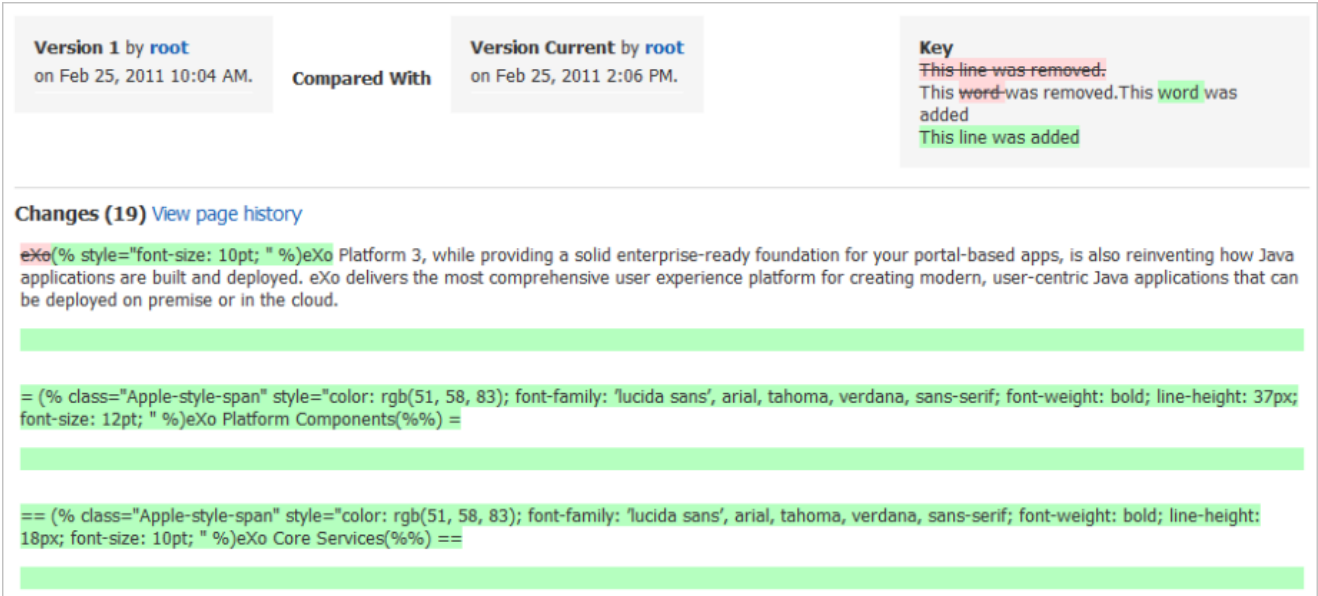 Version 1 by root
on Feb 25, 2011 10:04 AM.
Compared With
Version Current by root
on Feb 25, 2011 2:06 PM.
Key
This line was removed.
This word was removed.This word was
added
This line was added
Changes (19) View page history
eXo(% style="font-size: 10pt; " %)eXo Platform 3, while providing a solid enterprise-ready foundation for your portal-based apps, is also reinventing how Java
applications are built and deployed. eXo delivers the most comprehensive user experience platform for creating modern, user-centric Java applications that can
be deployed on premise or in the cloud.
= (% class="Apple-style-span" style="color: rgb(51, 58, 83); font-family: 'lucida sans', arial, tahoma, verdana, sans-serif; font-weight: bold; line-height: 37px;
font-size: 12pt; " %)eXo Platform Components(%%) =
== (% class="Apple-style-span" style="color: rgb(51, 58, 83); font-family: 'lucida sans', arial, tahoma, verdana, sans-serif; font-weight: bold; line-height:
18px; font-size: 10pt; " %)eXo Core Services(%%) ==